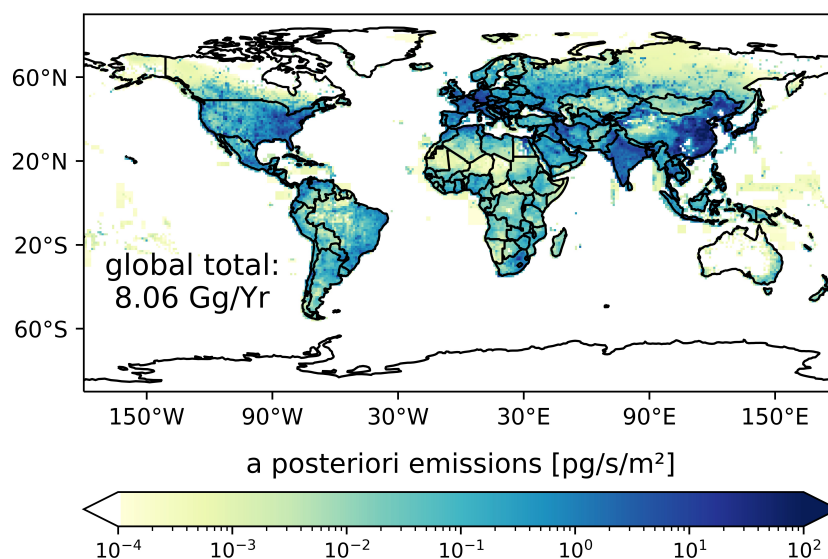 60°N
20°N
20°S
60°S
global total:
8.06 Gg/Yr
150°W 90°W 30°W 30°E 90°E 150°E
a posteriori emissions [pg/s/m²]
10⁻⁴ 10⁻³ 10⁻² 10⁻¹ 10⁰ 10¹ 10²